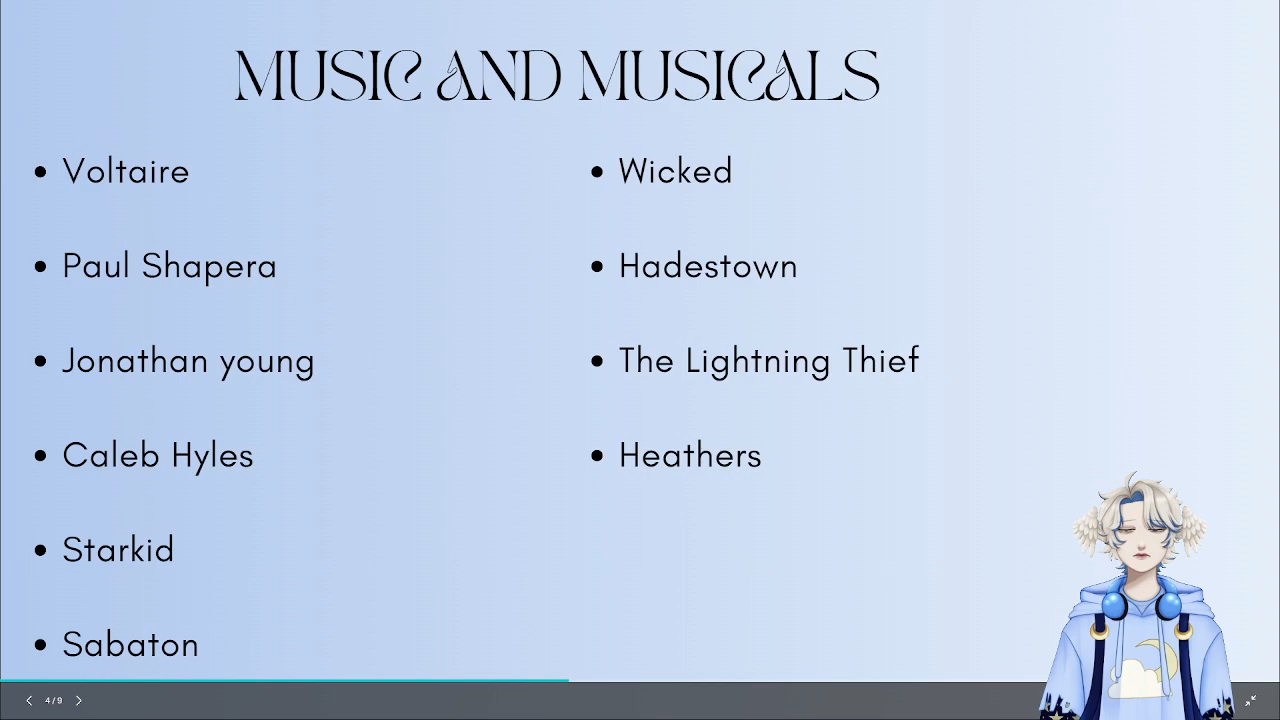 MUSIC AND MUSICALS
Voltaire
Paul Shapera
Jonathan young
Caleb Hyles
Starkid
Sabaton
Wicked
Hadestown
The Lightning Thief
Heathers
4 / 9